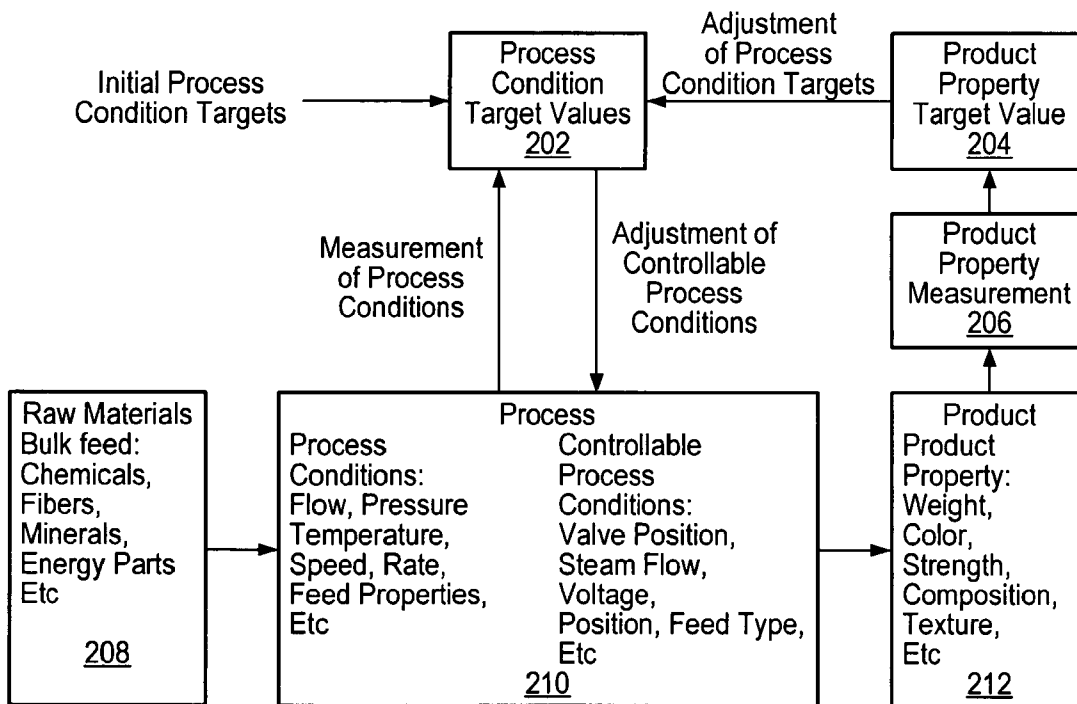 Initial Process
Condition Targets
Process
Condition
Target Values
202
Adjustment
of Process
Condition Targets
Product
Property
Target Value
204
Measurement
of Process
Conditions
Adjustment of
Controllable
Process
Conditions
Product
Property
Measurement
206
Raw Materials
Bulk feed:
Chemicals,
Fibers,
Minerals,
Energy Parts
Etc
208
Process
Process
Conditions:
Flow, Pressure
Temperature,
Speed, Rate,
Feed Properties,
Etc
Controllable
Process
Conditions:
Valve Position,
Steam Flow,
Voltage,
Position, Feed Type,
Etc
210
Product
Product
Property:
Weight,
Color,
Strength,
Composition,
Texture,
Etc
212